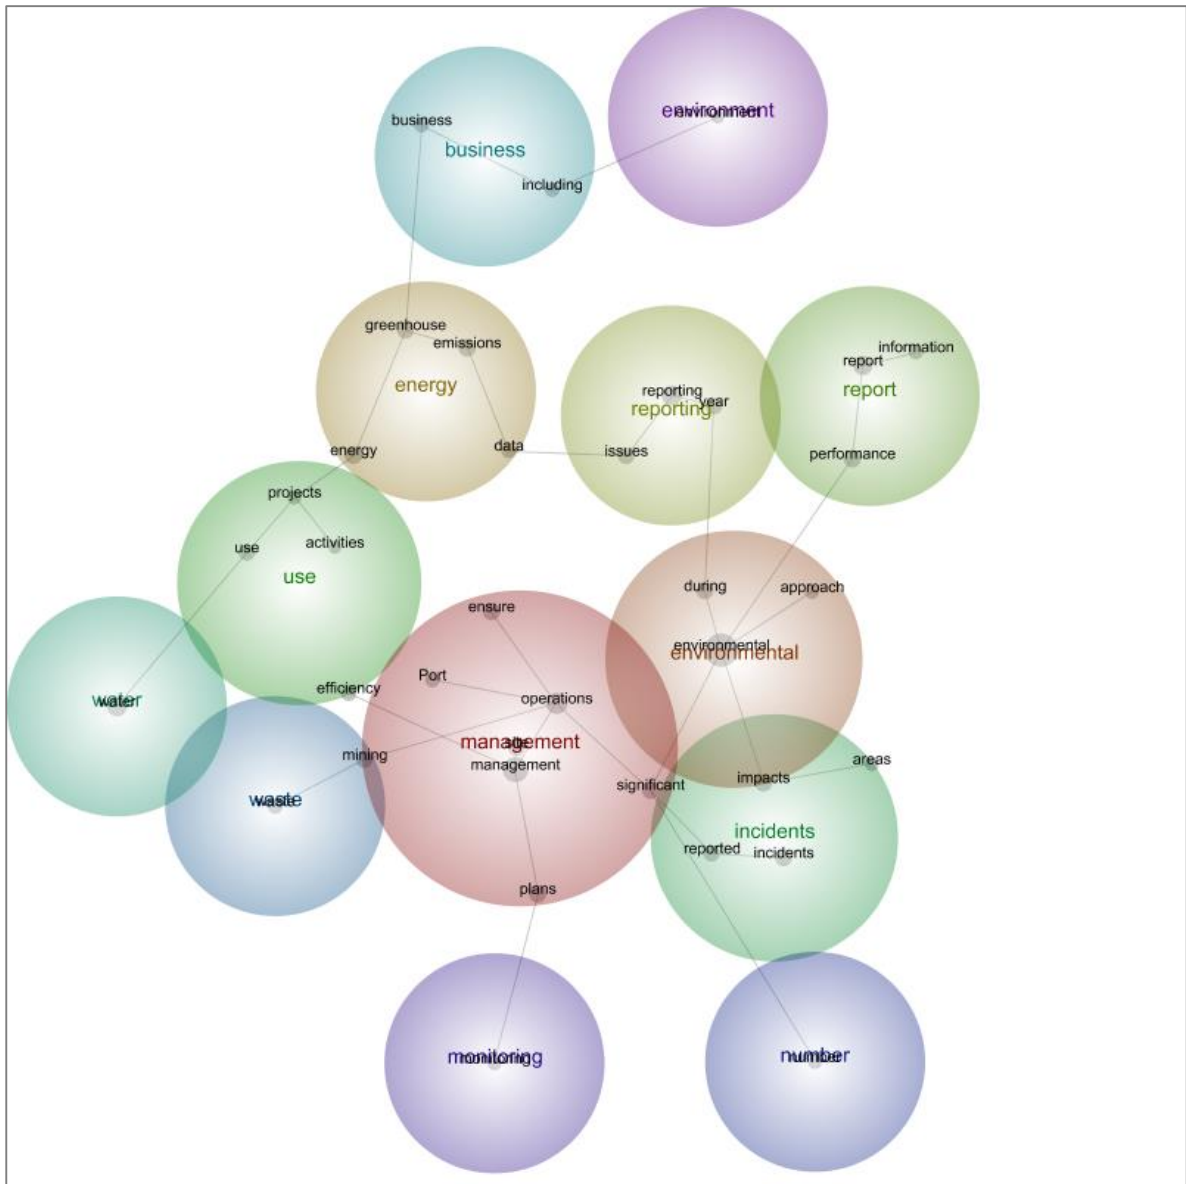 environment
environment
business
business
including
greenhouse
emissions
energy
energy
data
reporting
year
reporting
issues
information
report
report
performance
projects
use
activities
use
efficiency
water
water
waste
waste
mining
ensure
Port
operations
site
management
management
significant
plans
during
approach
environmental
environmental
impacts
areas
incidents
reported
incidents
monitoring
monitoring
number
number